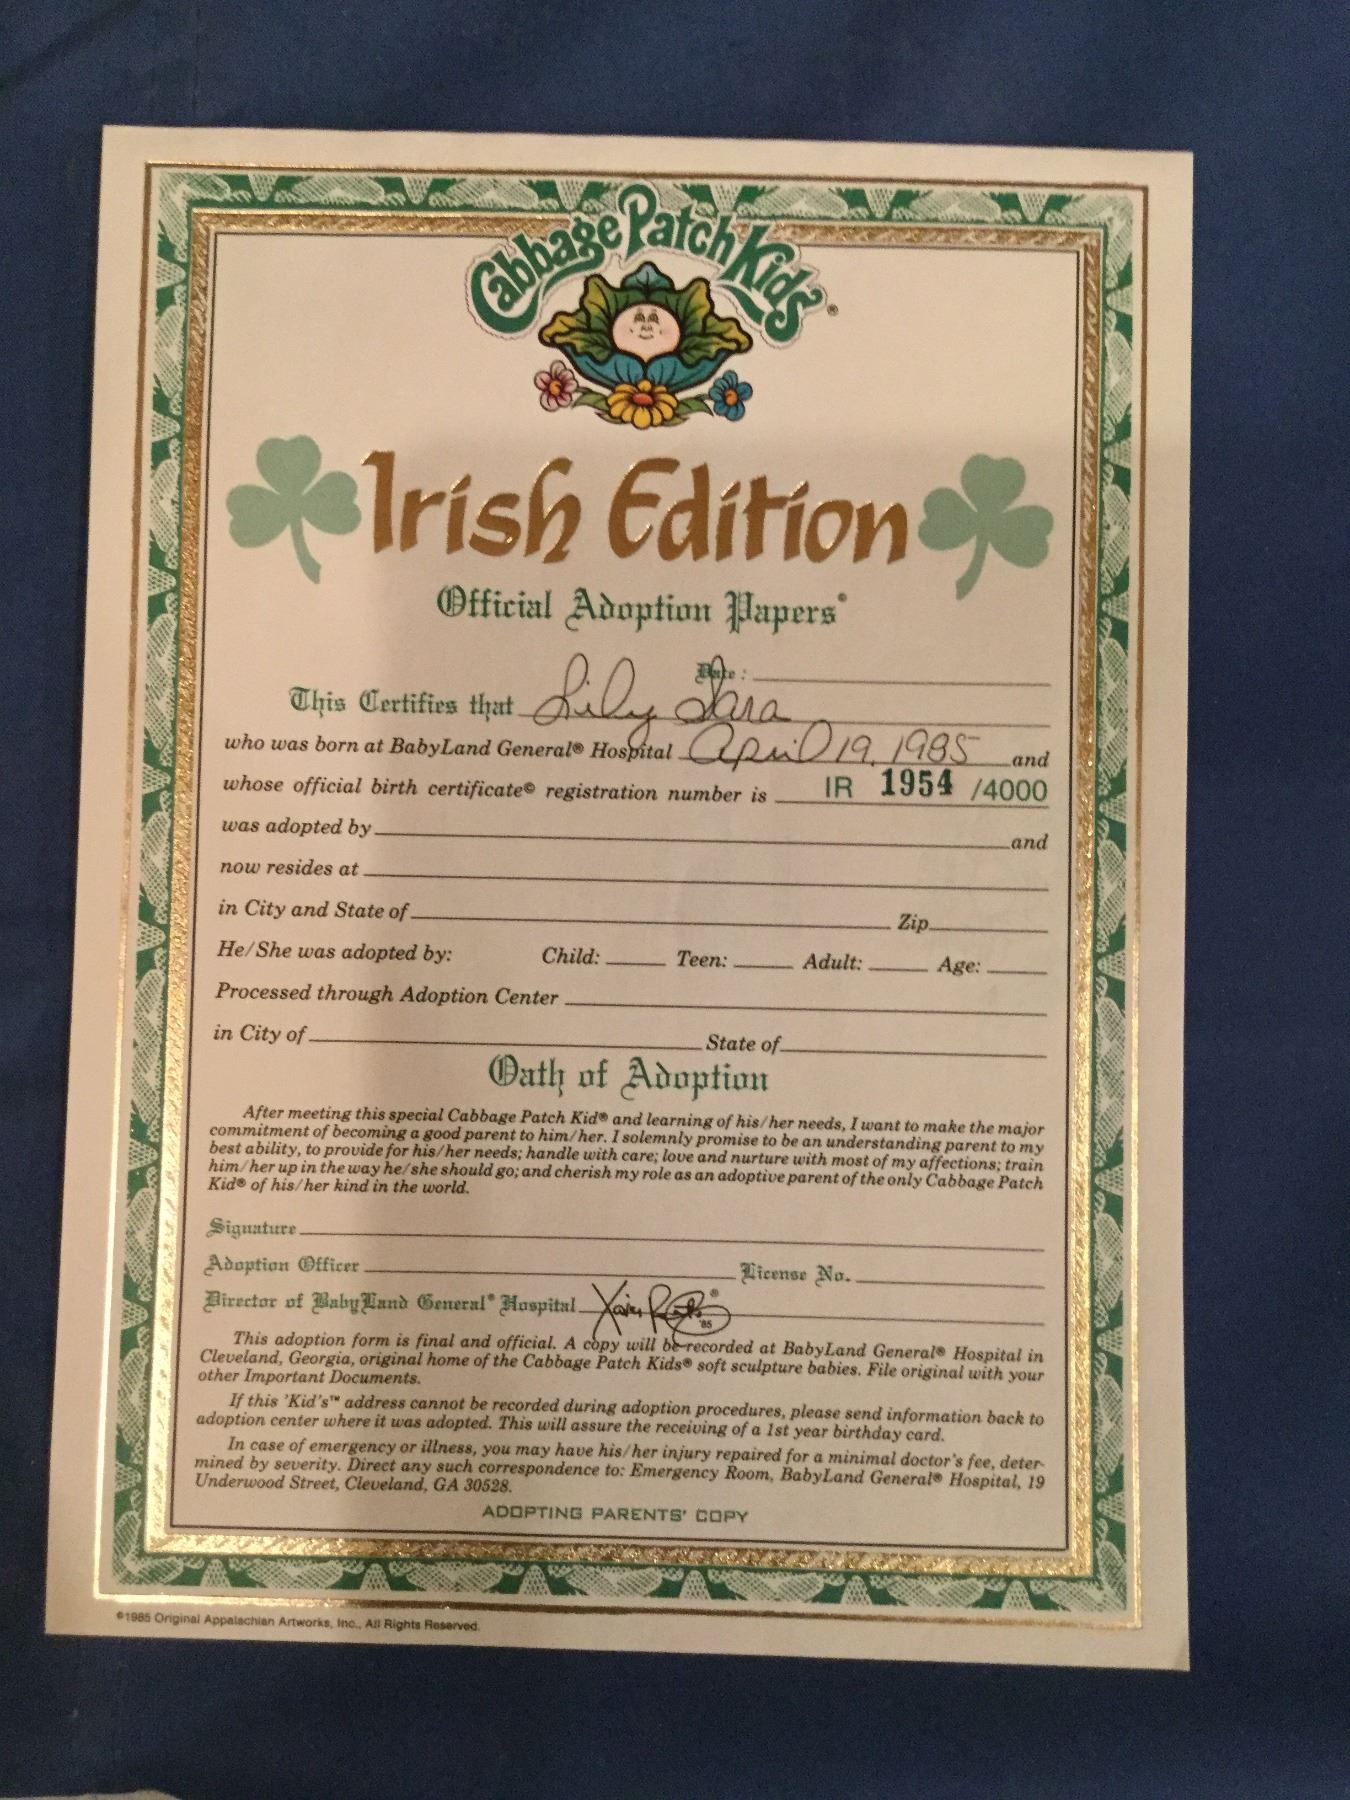 Cabbage Patch Kids®
Irish Edition
Official Adoption Papers®
Date :
This Certifies that Lily Sara
who was born at BabyLand General® Hospital April 19, 1985 and
whose official birth certificate© registration number is IR 1954 /4000
was adopted by and
now resides at
in City and State of Zip
He/She was adopted by: Child: Teen: Adult: Age:
Processed through Adoption Center
in City of State of
Oath of Adoption
After meeting this special Cabbage Patch Kid® and learning of his/her needs, I want to make the major
commitment of becoming a good parent to him/her. I solemnly promise to be an understanding parent to my
best ability, to provide for his/her needs; handle with care; love and nurture with most of my affections; train
him/her up in the way he/she should go; and cherish my role as an adoptive parent of the only Cabbage Patch
Kid® of his/her kind in the world.
Signature
Adoption Officer License No.
Director of BabyLand General® Hospital Xavier Roberts ® '85
This adoption form is final and official. A copy will be recorded at BabyLand General® Hospital in
Cleveland, Georgia, original home of the Cabbage Patch Kids® soft sculpture babies. File original with your
other Important Documents.
If this 'Kid's™ address cannot be recorded during adoption procedures, please send information back to
adoption center where it was adopted. This will assure the receiving of a 1st year birthday card.
In case of emergency or illness, you may have his/her injury repaired for a minimal doctor's fee, deter-
mined by severity. Direct any such correspondence to: Emergency Room, BabyLand General® Hospital, 19
Underwood Street, Cleveland, GA 30528.
ADOPTING PARENTS' COPY
©1985 Original Appalachian Artworks, Inc., All Rights Reserved.